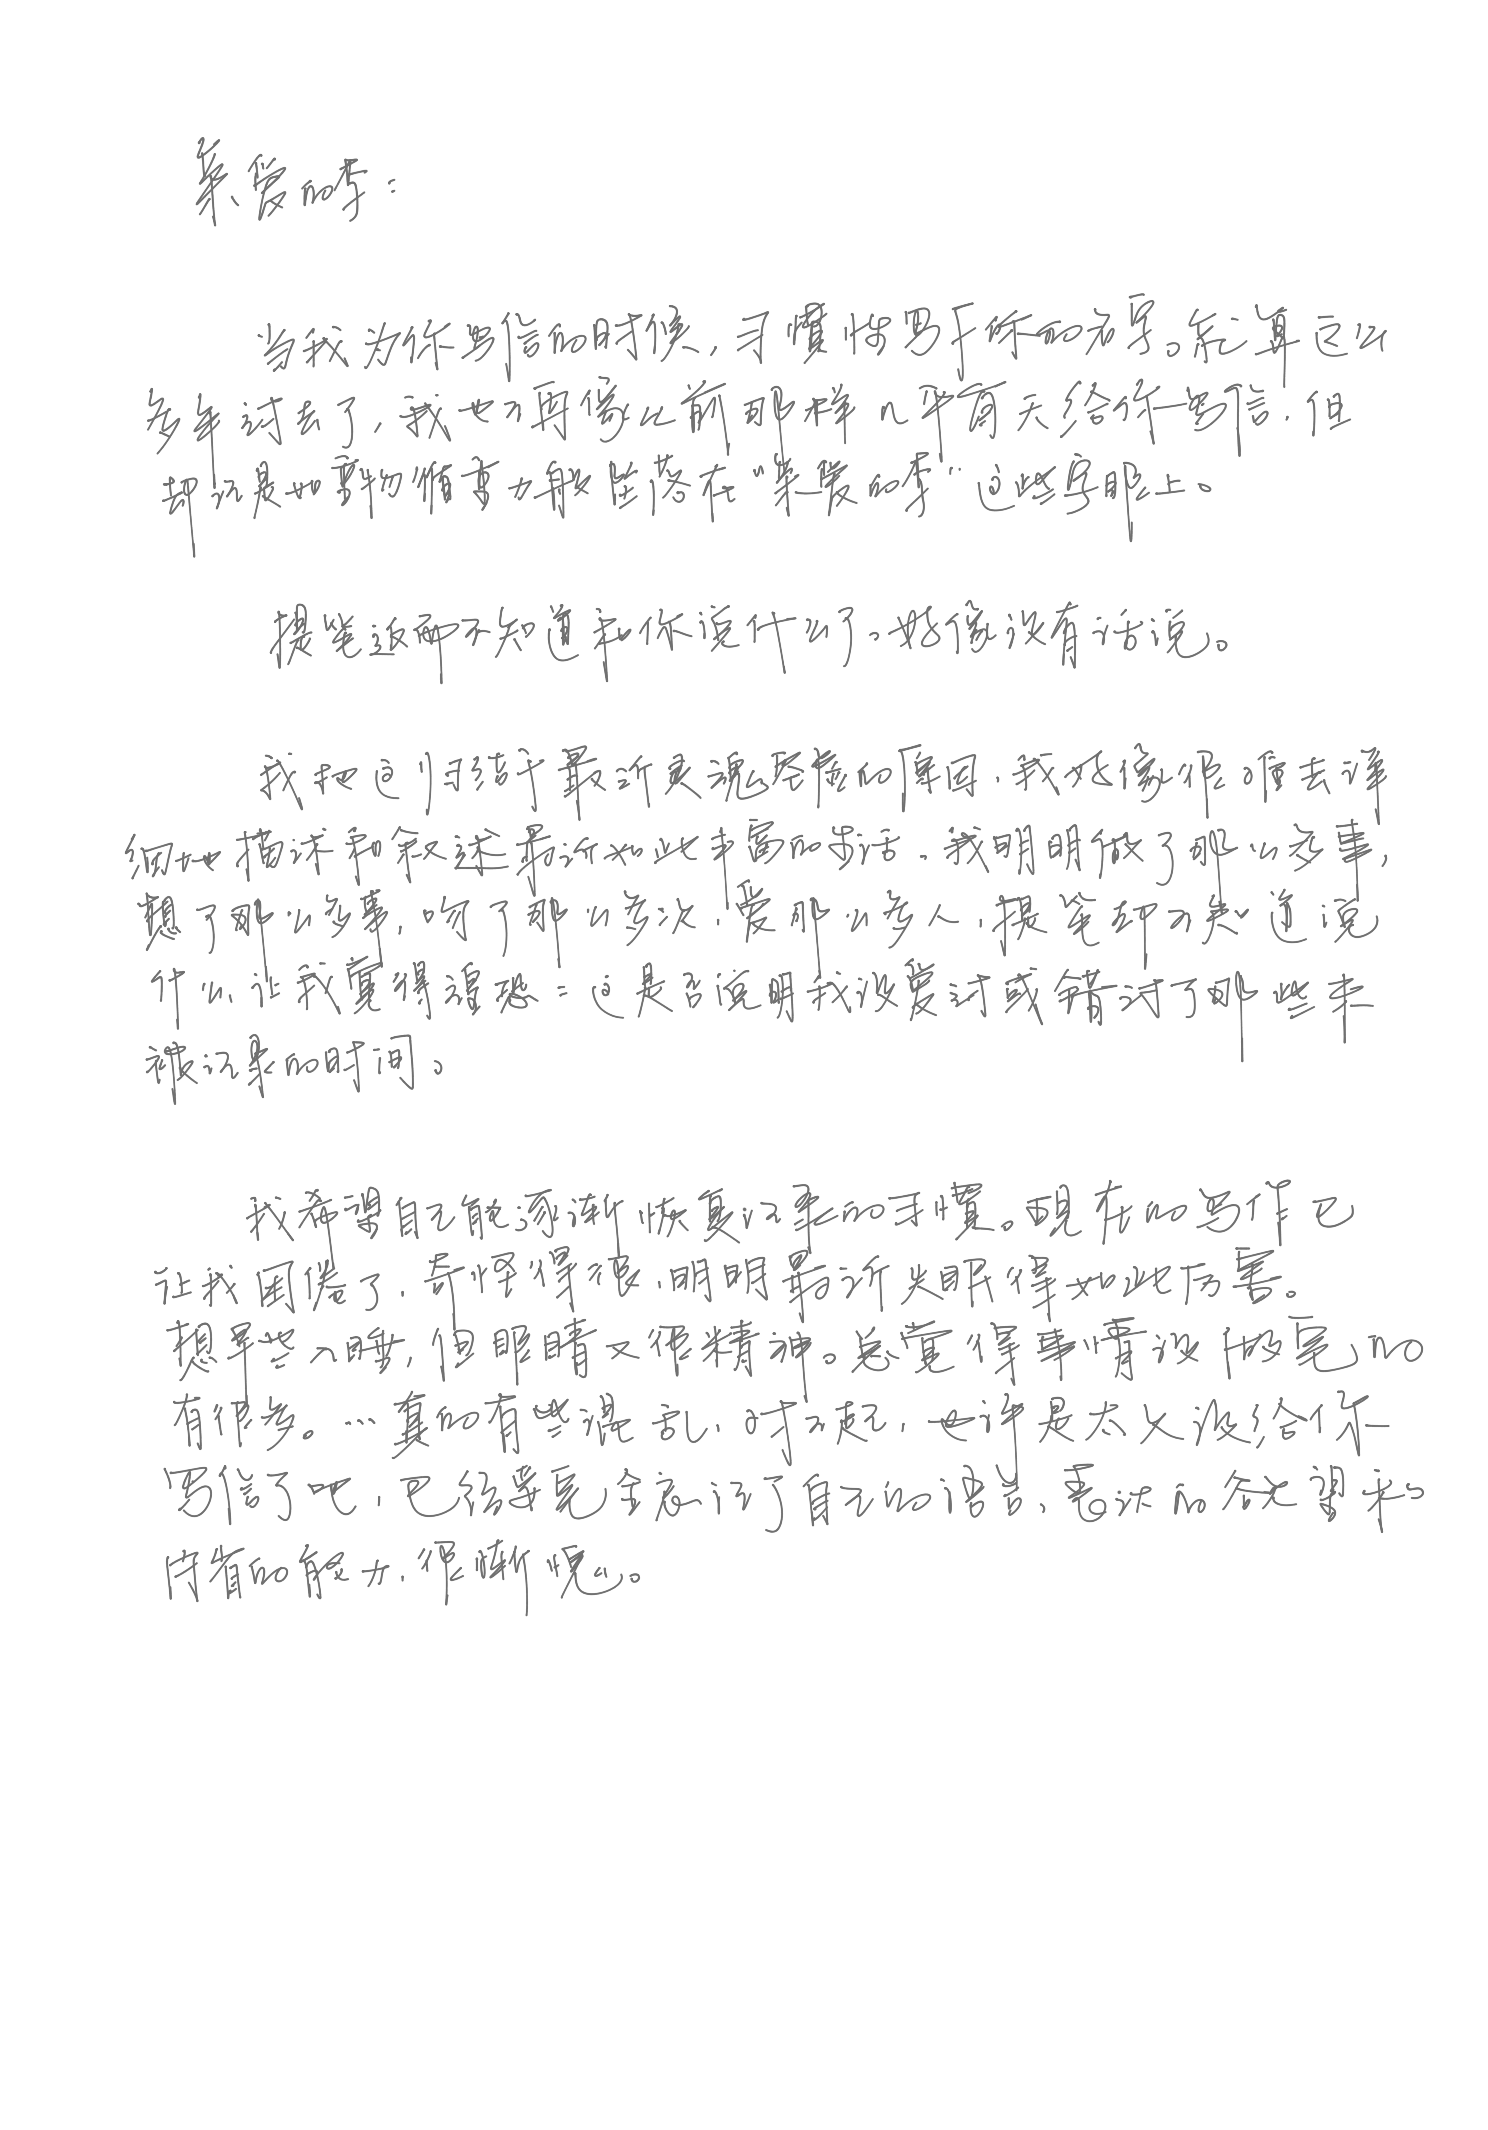 亲爱的李：
当我为你写信的时候，习惯性写下你的名字。就算这么
多年过去了，我也不再像以前那样几乎每天给你写信，但
却还是如重物循重力般坠落在“亲爱的李”这些字眼上。
提笔返而不知道和你说什么了。好像没有话说。
我把这归结于最近灵魂空虚的原因，我好像很难去详
细地描述和叙述最近如此丰富的生活。我明明做了那么多事，
想了那么多事，吻了那么多次，爱那么多人，提笔却不知道说
什么，让我觉得惶恐：这是否说明我没爱过或错过了那些未
被记录的时间。
我希望自己能逐渐恢复记录的习惯。现在的写作已
让我困倦了，奇怪得很，明明最近失眠得如此厉害。
想早些入睡，但眼睛又很精神。总觉得事情没做完的
有很多。…真的有些混乱，对不起，也许是太久没给你
写信了吧，已经要完全忘记了自己的语言，表达的欲望和
内省的能力，很惭愧。